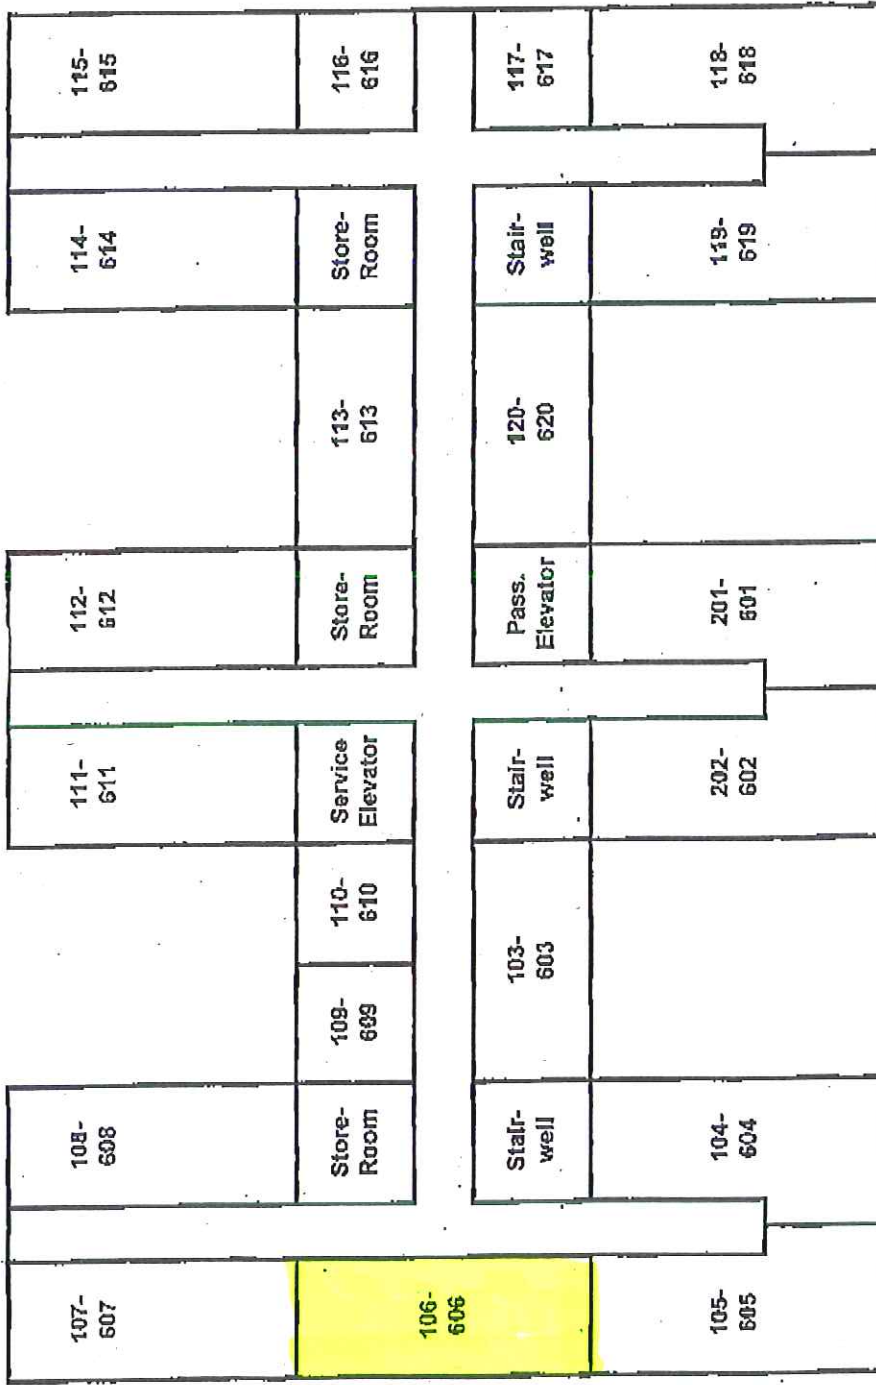 107-
607
108-
608
111-
611
112-
612
114-
614
115-
615
Store-
Room
109-
609
110-
610
Service
Elevator
Store-
Room
113-
613
Store-
Room
116-
616
106-
606
Stair-
well
103-
603
Stair-
well
Pass.
Elevator
120-
620
Stair-
well
117-
617
105-
605
104-
604
202-
602
201-
601
119-
619
118-
618